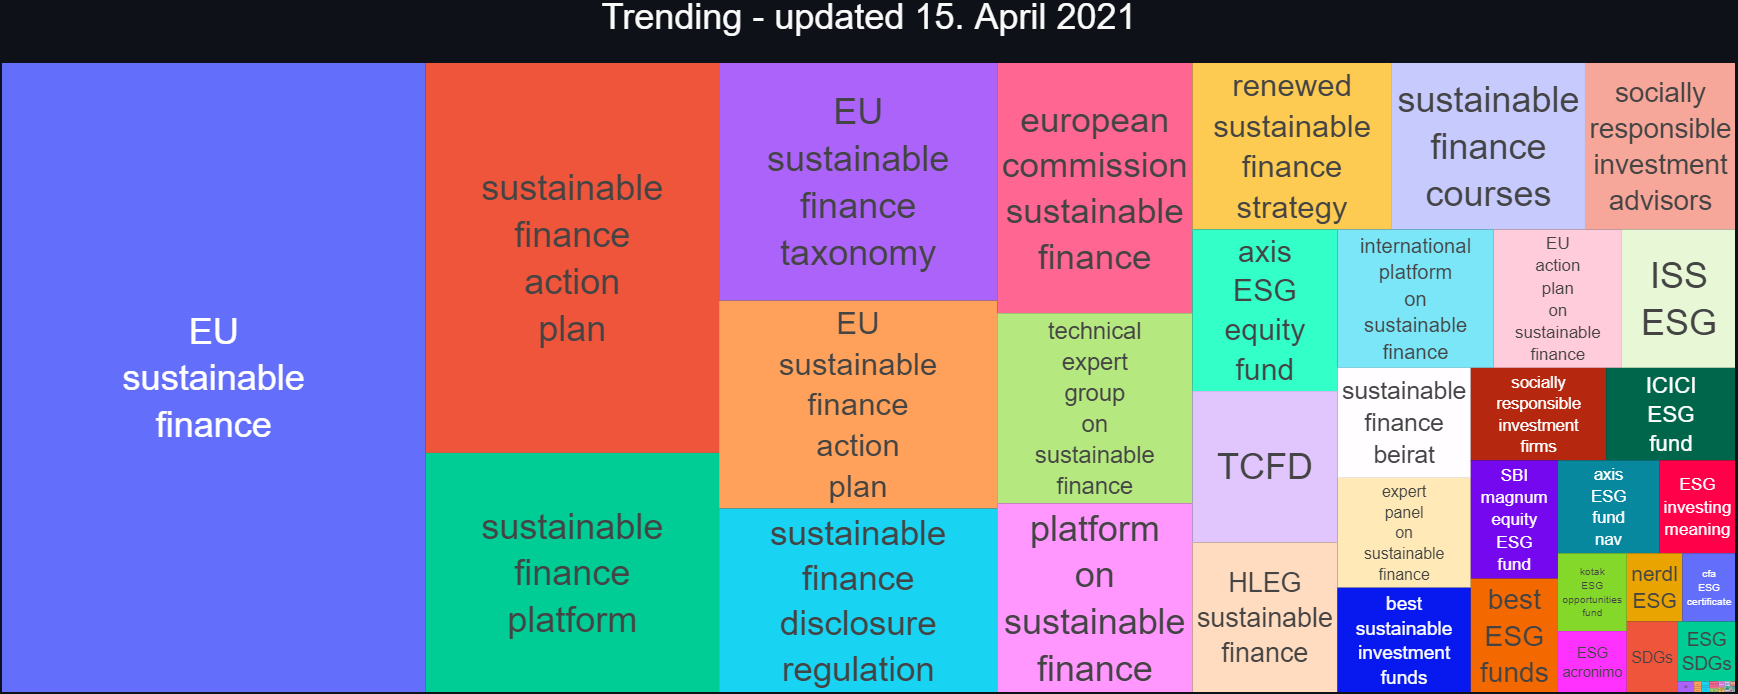 Trending - updated 15. April 2021
EU
sustainable
finance
sustainable
finance
action
plan
sustainable
finance
platform
EU
sustainable
finance
taxonomy
EU
sustainable
finance
action
plan
sustainable
finance
disclosure
regulation
european
commission
sustainable
finance
technical
expert
group
on
sustainable
finance
platform
on
sustainable
finance
renewed
sustainable
finance
strategy
sustainable
finance
courses
socially
responsible
investment
advisors
axis
ESG
equity
fund
TCFD
HLEG
sustainable
finance
international
platform
on
sustainable
finance
EU
action
plan
on
sustainable
finance
ISS
ESG
sustainable
finance
beirat
expert
panel
on
sustainable
finance
best
sustainable
investment
funds
socially
responsible
investment
firms
ICICI
ESG
fund
SBI
magnum
equity
ESG
fund
best
ESG
funds
axis
ESG
fund
nav
ESG
investing
meaning
kotak
ESG
opportunities
fund
ESG
acronimo
nerdl
ESG
cfa
ESG
certificate
SDGs
ESG
SDGs